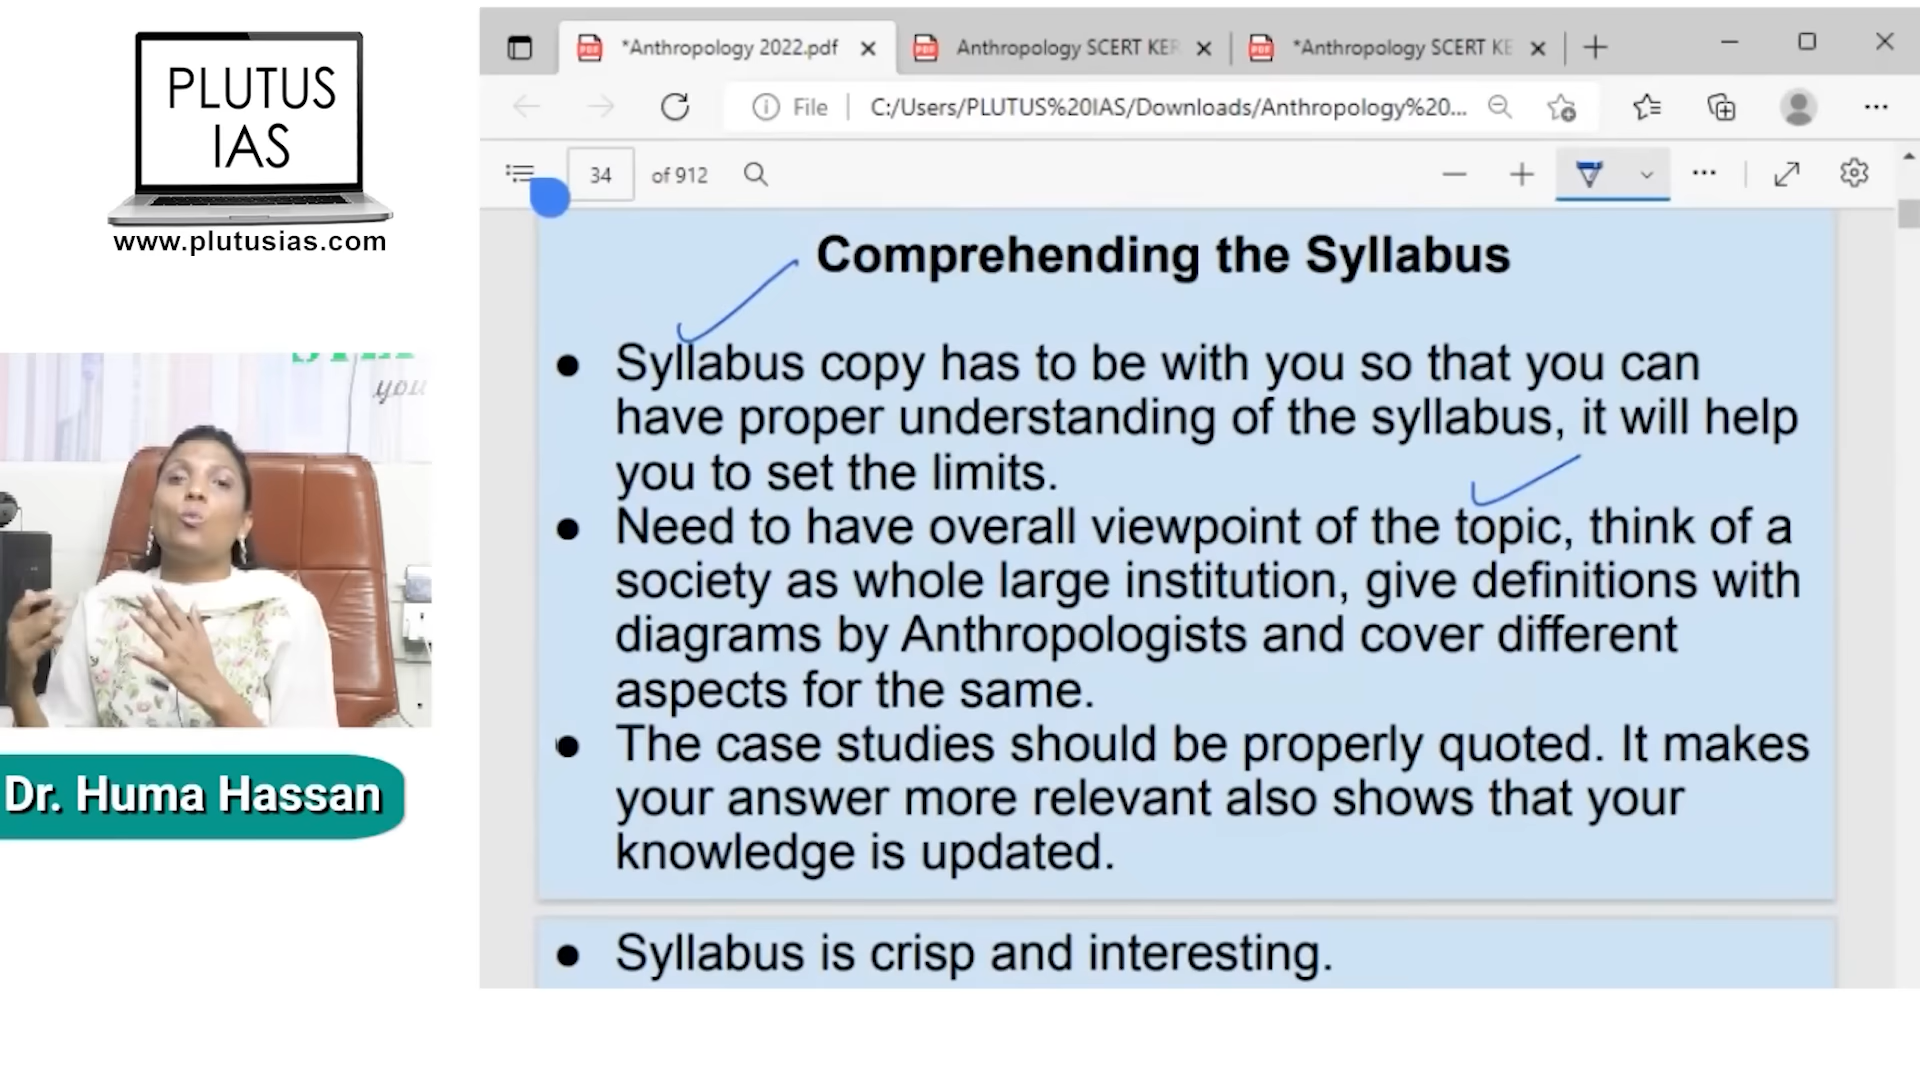 PLUTUS
IAS
www.plutusias.com
you
Dr. Huma Hassan
*Anthropology 2022.pdf
Anthropology SCERT KER
*Anthropology SCERT KE
File
C:/Users/PLUTUS%20IAS/Downloads/Anthropology%20...
34 of 912
Comprehending the Syllabus
● Syllabus copy has to be with you so that you can
have proper understanding of the syllabus, it will help
you to set the limits.
● Need to have overall viewpoint of the topic, think of a
society as whole large institution, give definitions with
diagrams by Anthropologists and cover different
aspects for the same.
● The case studies should be properly quoted. It makes
your answer more relevant also shows that your
knowledge is updated.
● Syllabus is crisp and interesting.